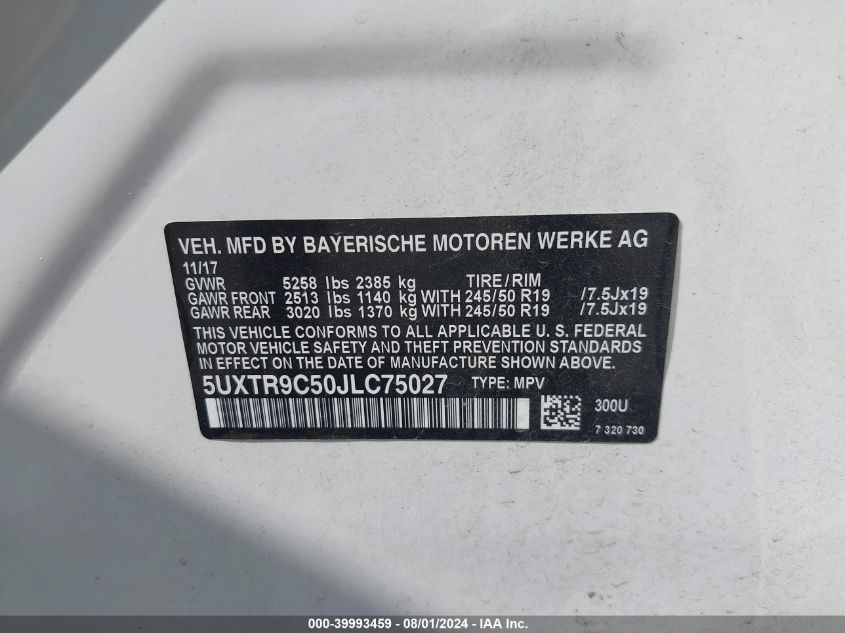 VEH. MFD BY BAYERISCHE MOTOREN WERKE AG
11/17
GVWR 5258 lbs 2385 kg TIRE/RIM
GAWR FRONT 2513 lbs 1140 kg WITH 245/50 R19 /7.5Jx19
GAWR REAR 3020 lbs 1370 kg WITH 245/50 R19 /7.5Jx19
THIS VEHICLE CONFORMS TO ALL APPLICABLE U. S. FEDERAL
MOTOR VEHICLE SAFETY AND THEFT PREVENTION STANDARDS
IN EFFECT ON THE DATE OF MANUFACTURE SHOWN ABOVE.
5UXTR9C50JLC75027 TYPE: MPV
300U
7 320 730
000-39993459 - 08/01/2024 - IAA Inc.